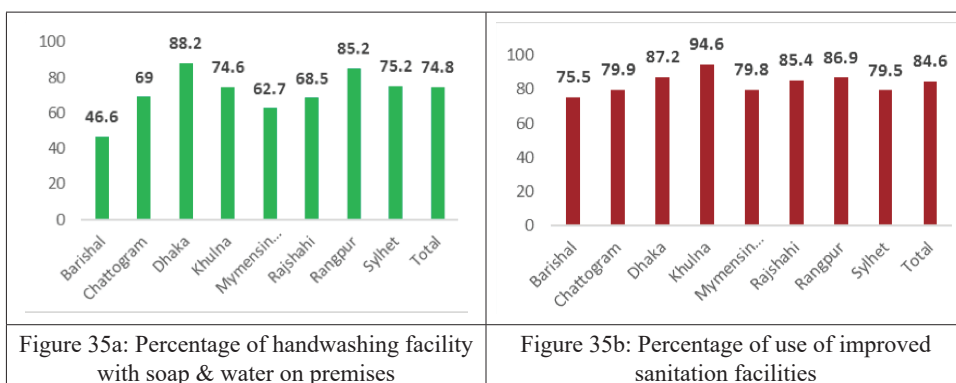 100
80
60
40
20
0
46.6
69
88.2
74.6
62.7
68.5
85.2
75.2
74.8
Barishal
Chattogram
Dhaka
Khulna
Mymensin...
Rajshahi
Rangpur
Sylhet
Total
Figure 35a: Percentage of handwashing facility
with soap & water on premises
100
80
60
40
20
0
75.5
79.9
87.2
94.6
79.8
85.4
86.9
79.5
84.6
Barishal
Chattogram
Dhaka
Khulna
Mymensin...
Rajshahi
Rangpur
Sylhet
Total
Figure 35b: Percentage of use of improved
sanitation facilities